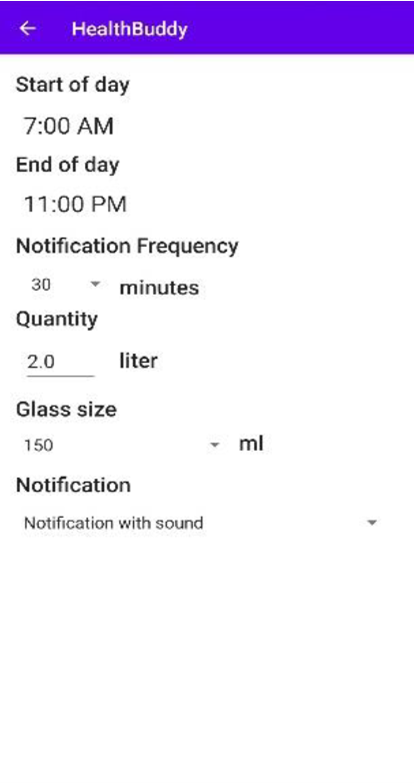 HealthBuddy
Start of day
7:00 AM
End of day
11:00 PM
Notification Frequency
30 minutes
Quantity
2.0 liter
Glass size
150 ml
Notification
Notification with sound